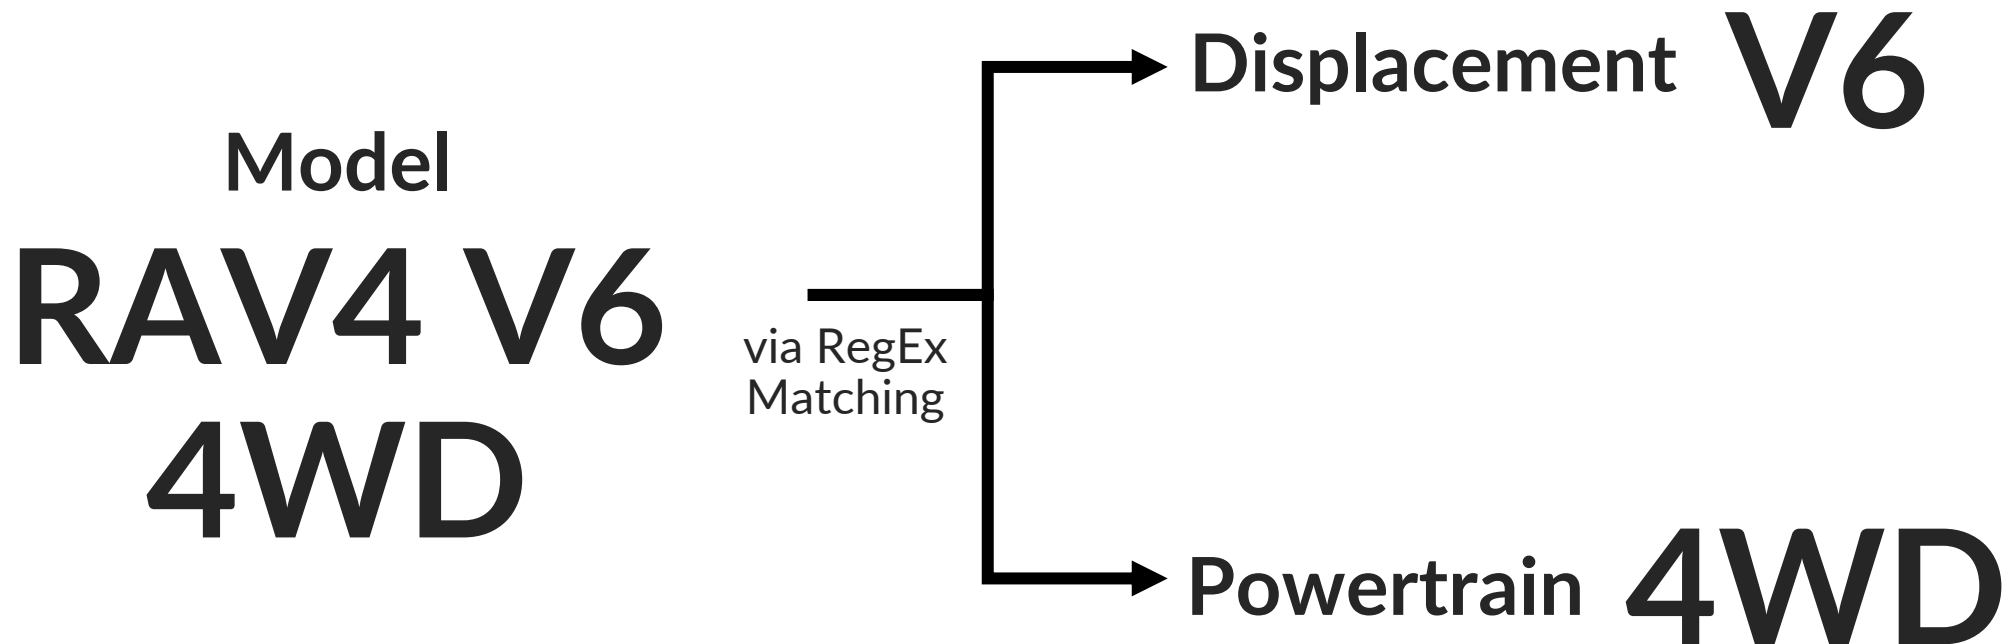 Model
RAV4 V6
4WD
via RegEx
Matching
Displacement V6
Powertrain 4WD